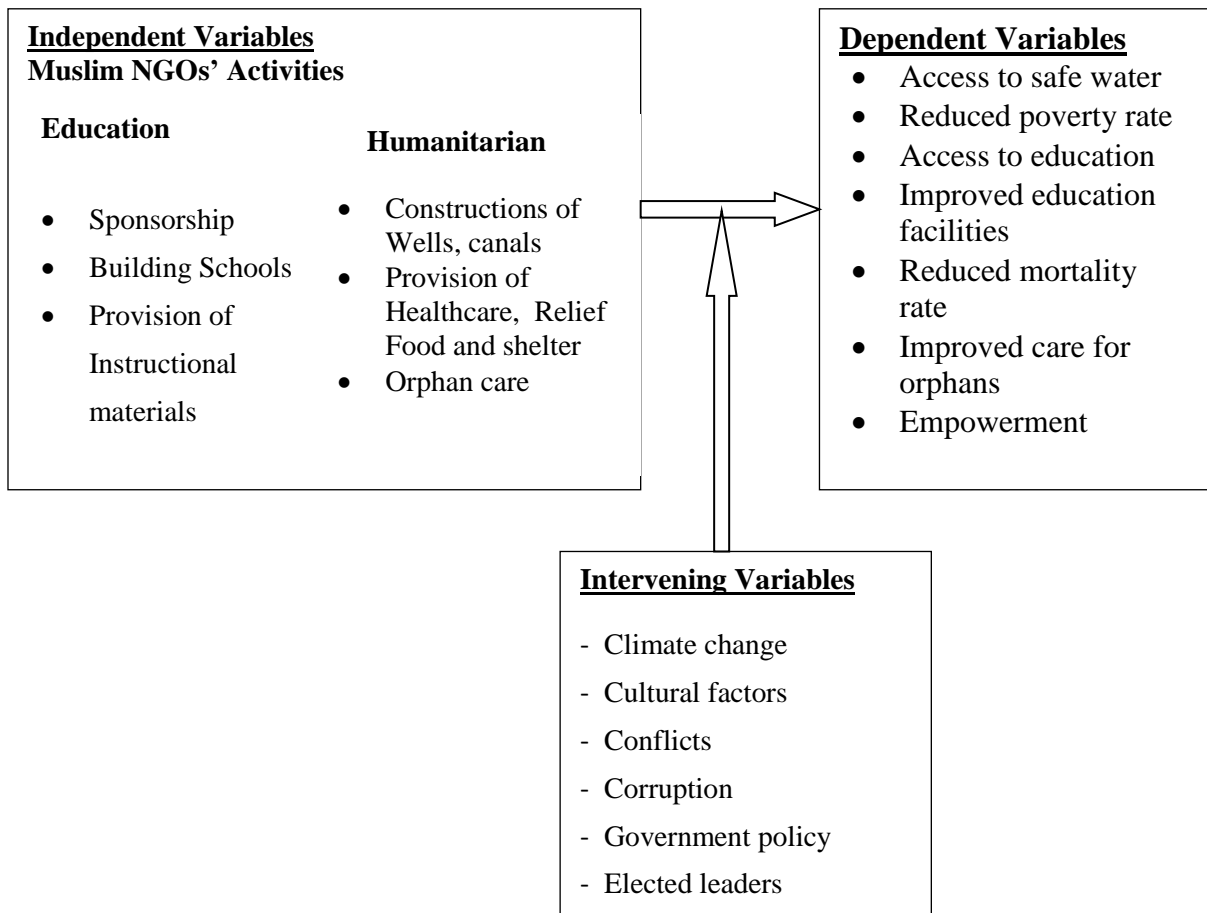 Independent Variables
Muslim NGOs’ Activities
Education
• Sponsorship
• Building Schools
• Provision of
Instructional
materials
Humanitarian
• Constructions of
Wells, canals
• Provision of
Healthcare, Relief
Food and shelter
• Orphan care
Dependent Variables
• Access to safe water
• Reduced poverty rate
• Access to education
• Improved education
facilities
• Reduced mortality
rate
• Improved care for
orphans
• Empowerment
Intervening Variables
- Climate change
- Cultural factors
- Conflicts
- Corruption
- Government policy
- Elected leaders